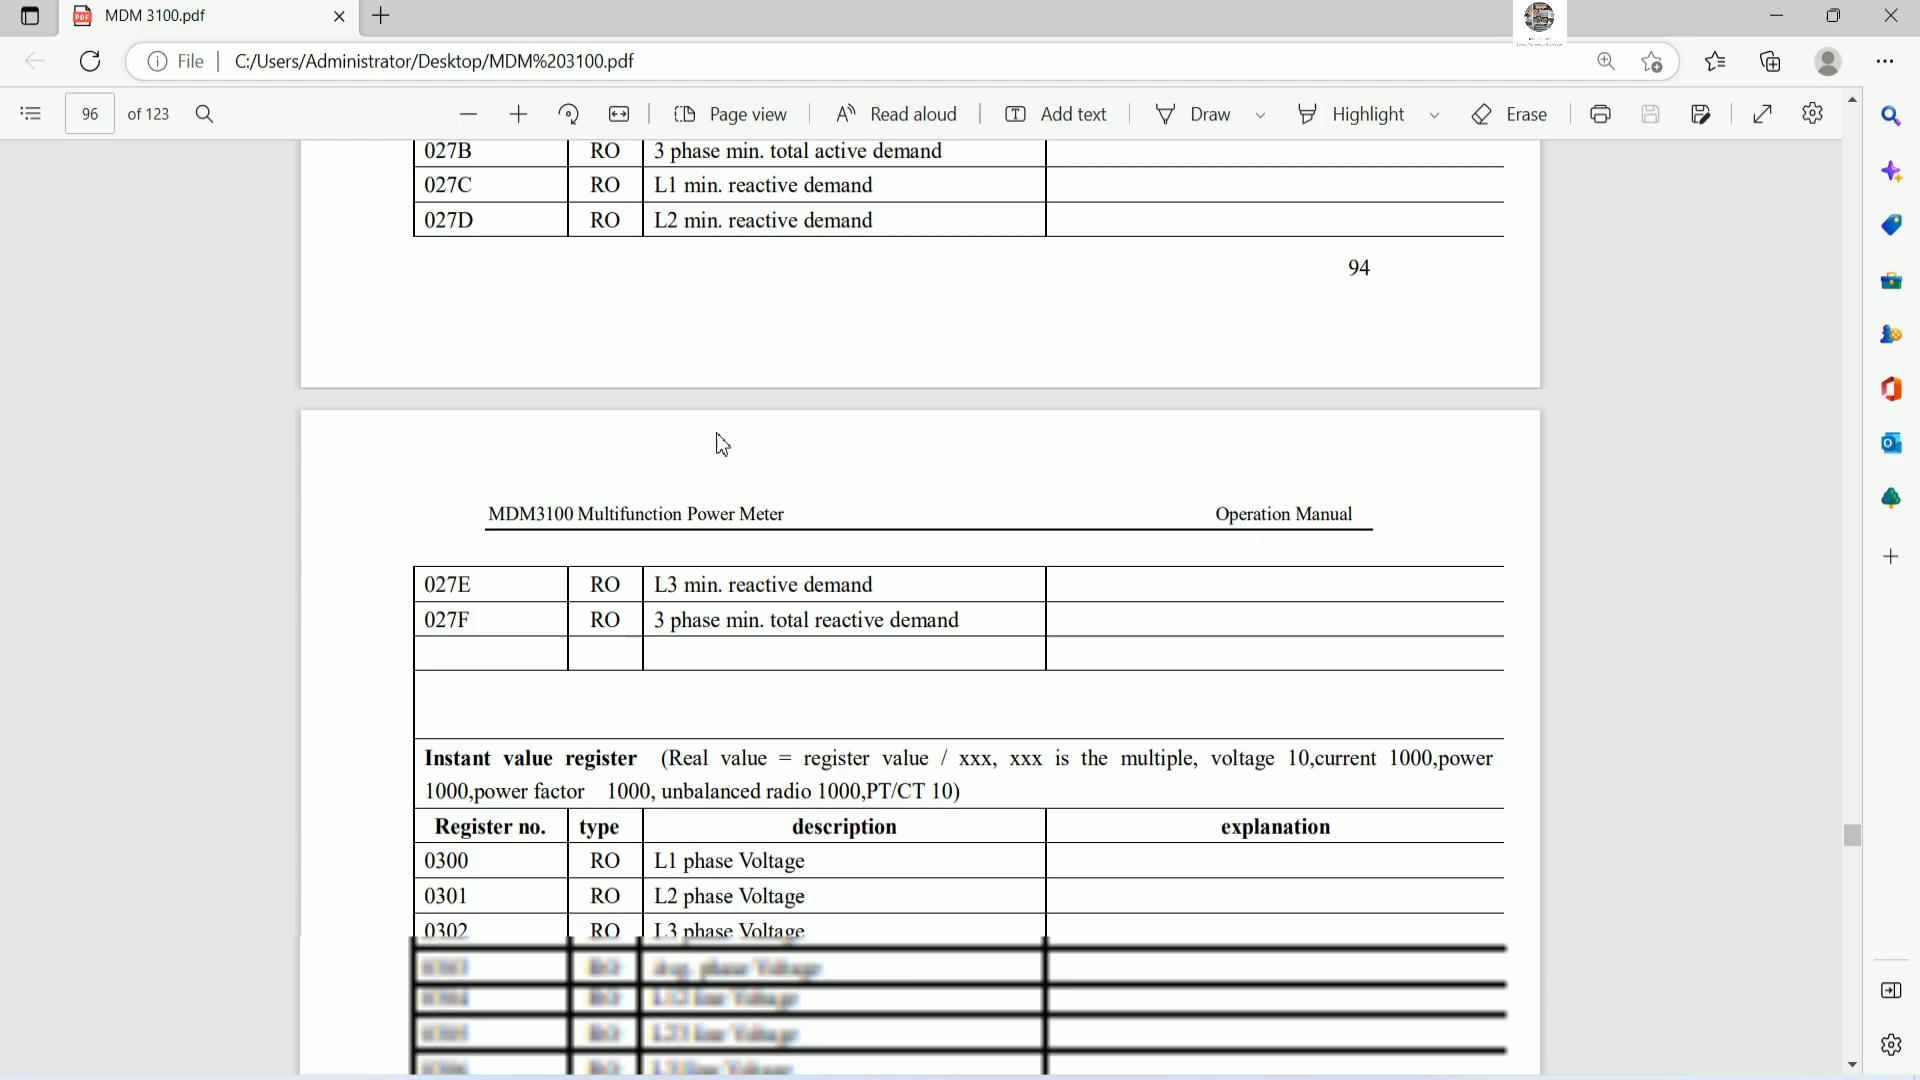 MDM 3100.pdf
File
C:/Users/Administrator/Desktop/MDM%203100.pdf
96 of 123
Page view
Read aloud
Add text
Draw
Highlight
Erase
027B RO 3 phase min. total active demand
027C RO L1 min. reactive demand
027D RO L2 min. reactive demand
94
MDM3100 Multifunction Power Meter Operation Manual
027E RO L3 min. reactive demand
027F RO 3 phase min. total reactive demand
Instant value register (Real value = register value / xxx, xxx is the multiple, voltage 10,current 1000,power
1000,power factor 1000, unbalanced radio 1000,PT/CT 10)
Register no. type description explanation
0300 RO L1 phase Voltage
0301 RO L2 phase Voltage
0302 RO L3 phase Voltage